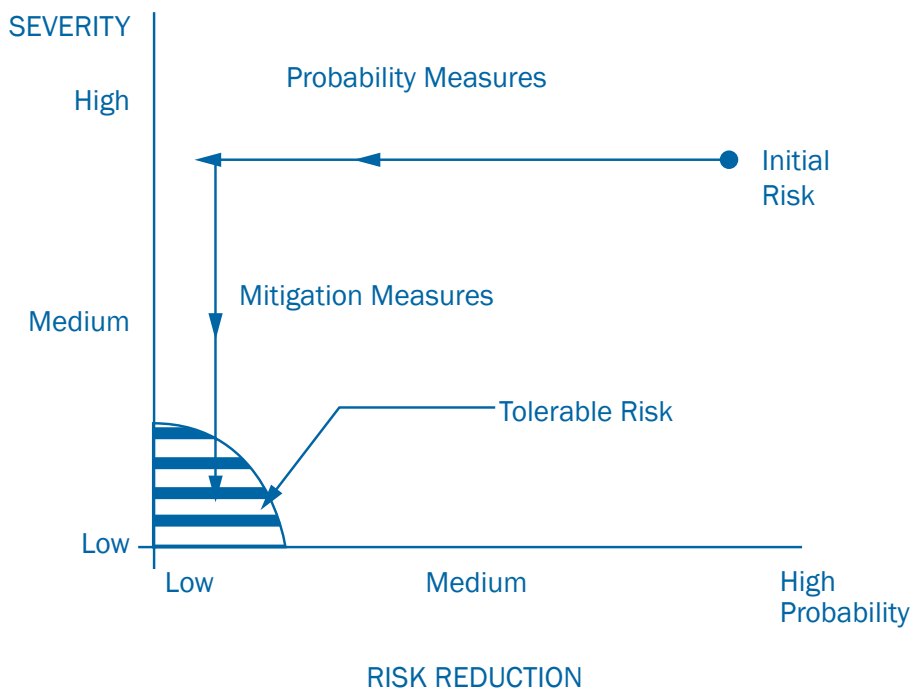 SEVERITY
Probability Measures
High
Initial
Risk
Mitigation Measures
Medium
Tolerable Risk
Low
Low
Medium
High
Probability
RISK REDUCTION